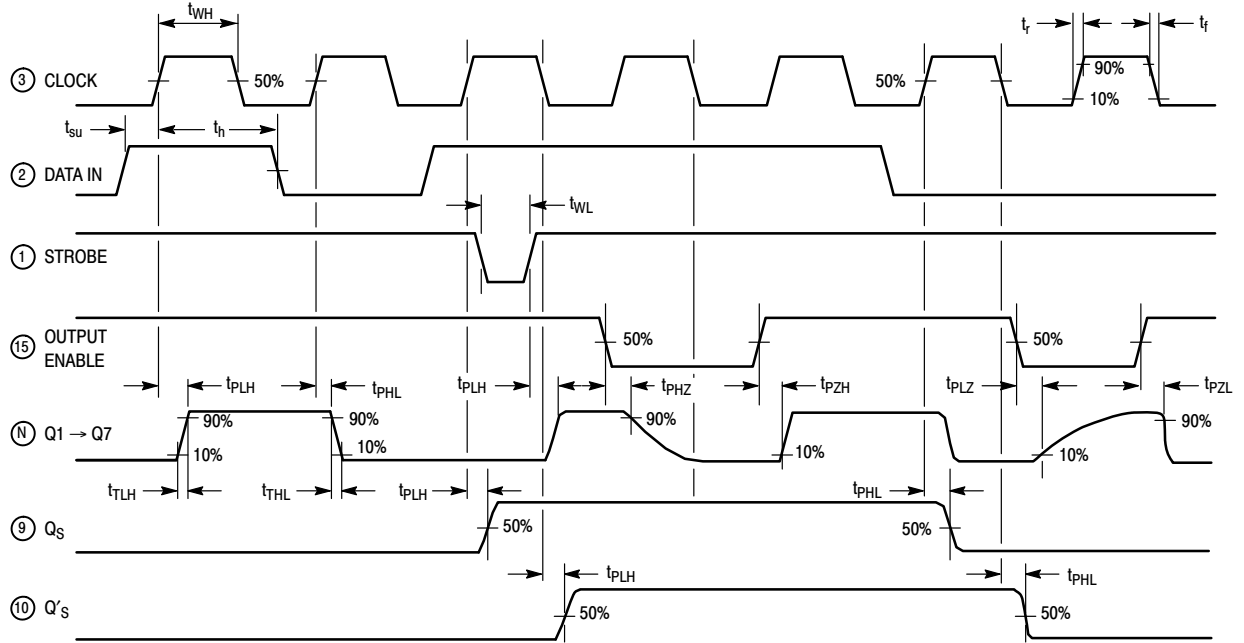 tWH
tr
tf
3 CLOCK
50%
50%
90%
10%
tsu
th
2 DATA IN
tWL
1 STROBE
15 OUTPUT ENABLE
50%
50%
tPLH
tPHL
tPLH
tPHZ
tPZH
tPLZ
tPZL
N Q1 → Q7
90%
10%
90%
10%
90%
10%
10%
90%
tTLH
tTHL
tPLH
tPHL
9 QS
50%
50%
tPLH
tPHL
10 Q′S
50%
50%